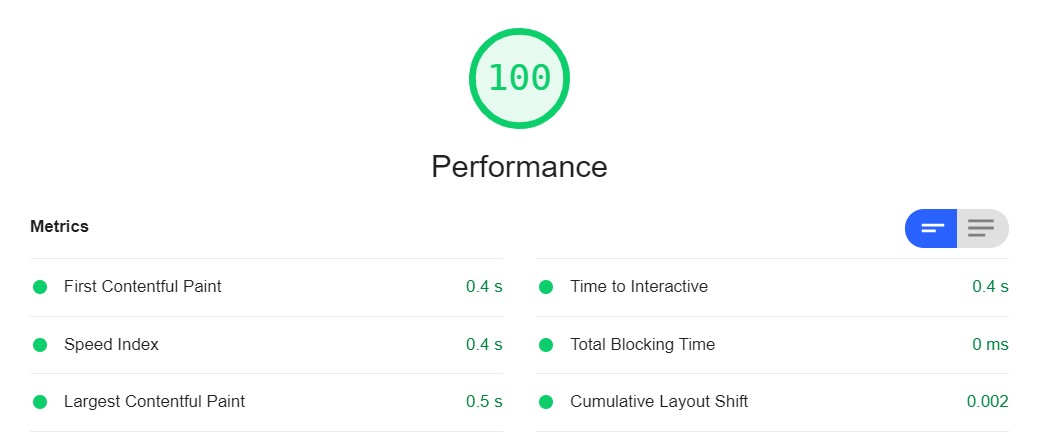 100
Performance
Metrics
First Contentful Paint 0.4 s
Time to Interactive 0.4 s
Speed Index 0.4 s
Total Blocking Time 0 ms
Largest Contentful Paint 0.5 s
Cumulative Layout Shift 0.002